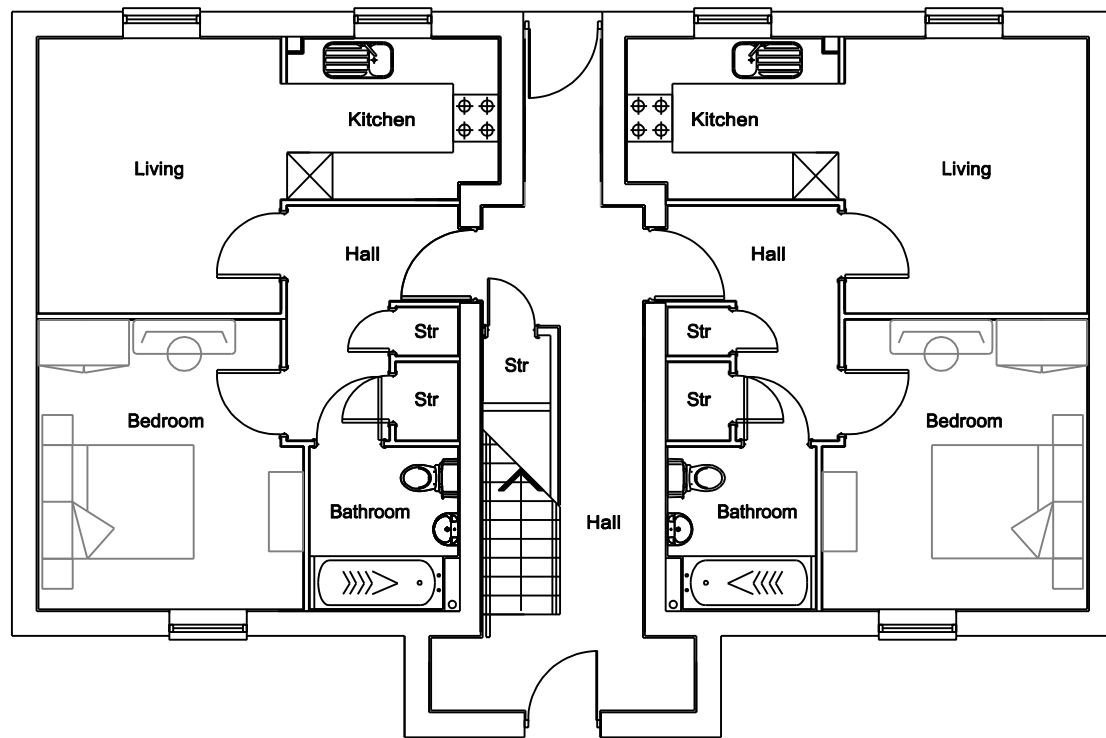 Kitchen
Kitchen
Living
Living
Hall
Hall
Str
Str
Str
Str
Str
Bedroom
Bedroom
Bathroom
Hall
Bathroom